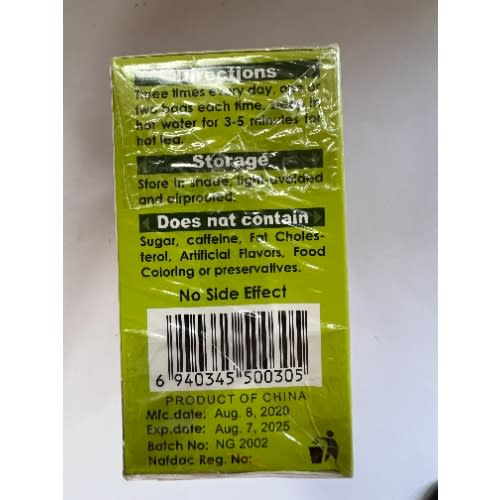 Directions
Three times every day, one or
two bags each time. Steep in
hot water for 3-5 minutes for
hot tea.
Storage
Store in shade, light avoided
and airproofed.
Does not contain
Sugar, caffeine, Fat Choles-
terol, Artificial Flavors, Food
Coloring or preservatives.
No Side Effect
6 940345 500305
PRODUCT OF CHINA
Mfc.date: Aug. 8, 2020
Exp.date: Aug. 7, 2025
Batch No: NG 2002
Nafdac Reg. No: